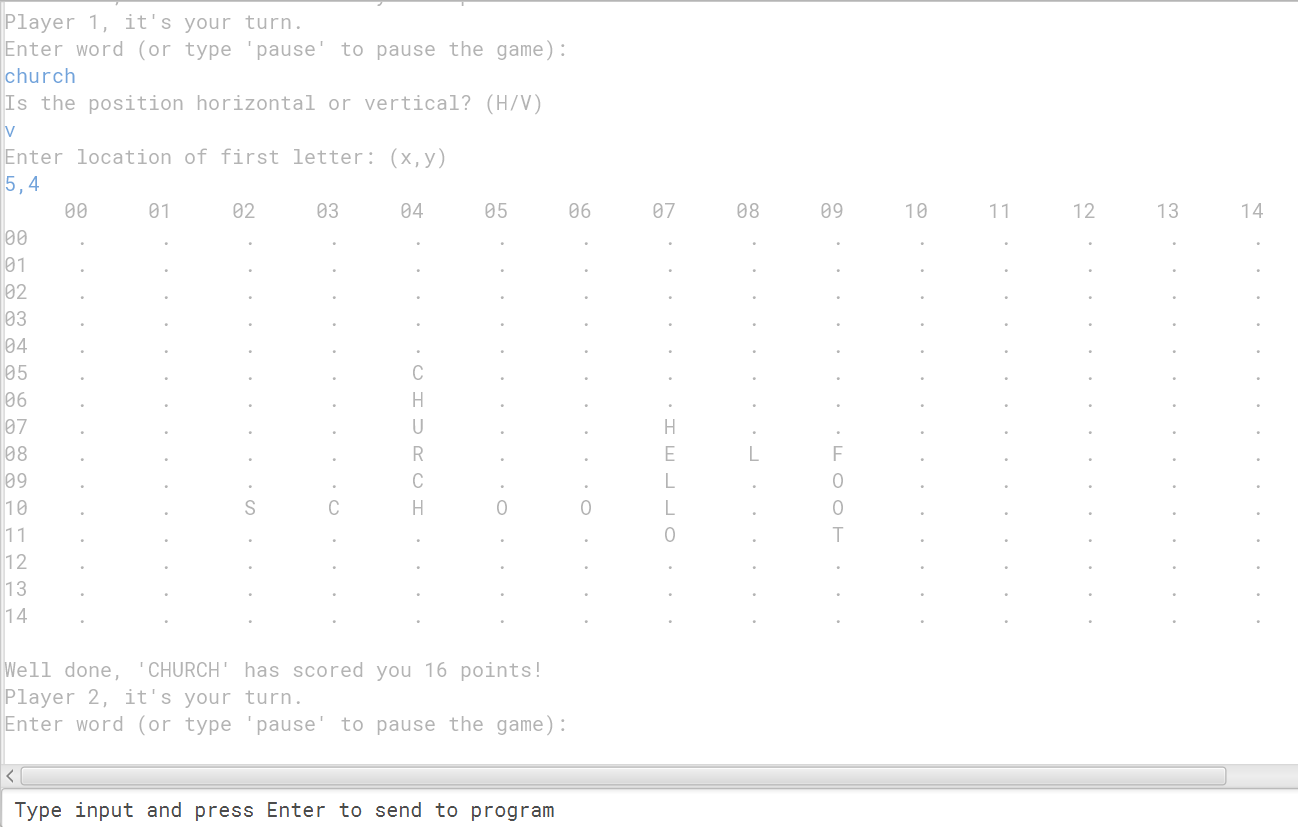 Player 1, it's your turn.
Enter word (or type 'pause' to pause the game):
church
Is the position horizontal or vertical? (H/V)
v
Enter location of first letter: (x,y)
5,4
00 01 02 03 04 05 06 07 08 09 10 11 12 13 14
00 . . . . . . . . . . . . . . .
01 . . . . . . . . . . . . . . .
02 . . . . . . . . . . . . . . .
03 . . . . . . . . . . . . . . .
04 . . . . . . . . . . . . . . .
05 . . . . C . . . . . . . . . .
06 . . . . H . . . . . . . . . .
07 . . . . U . . H . . . . . . .
08 . . . . R . . E L F . . . . .
09 . . . . C . . L . O . . . . .
10 . . S C H O O L . O . . . . .
11 . . . . . . . O . T . . . . .
12 . . . . . . . . . . . . . . .
13 . . . . . . . . . . . . . . .
14 . . . . . . . . . . . . . . .
Well done, 'CHURCH' has scored you 16 points!
Player 2, it's your turn.
Enter word (or type 'pause' to pause the game):
Type input and press Enter to send to program